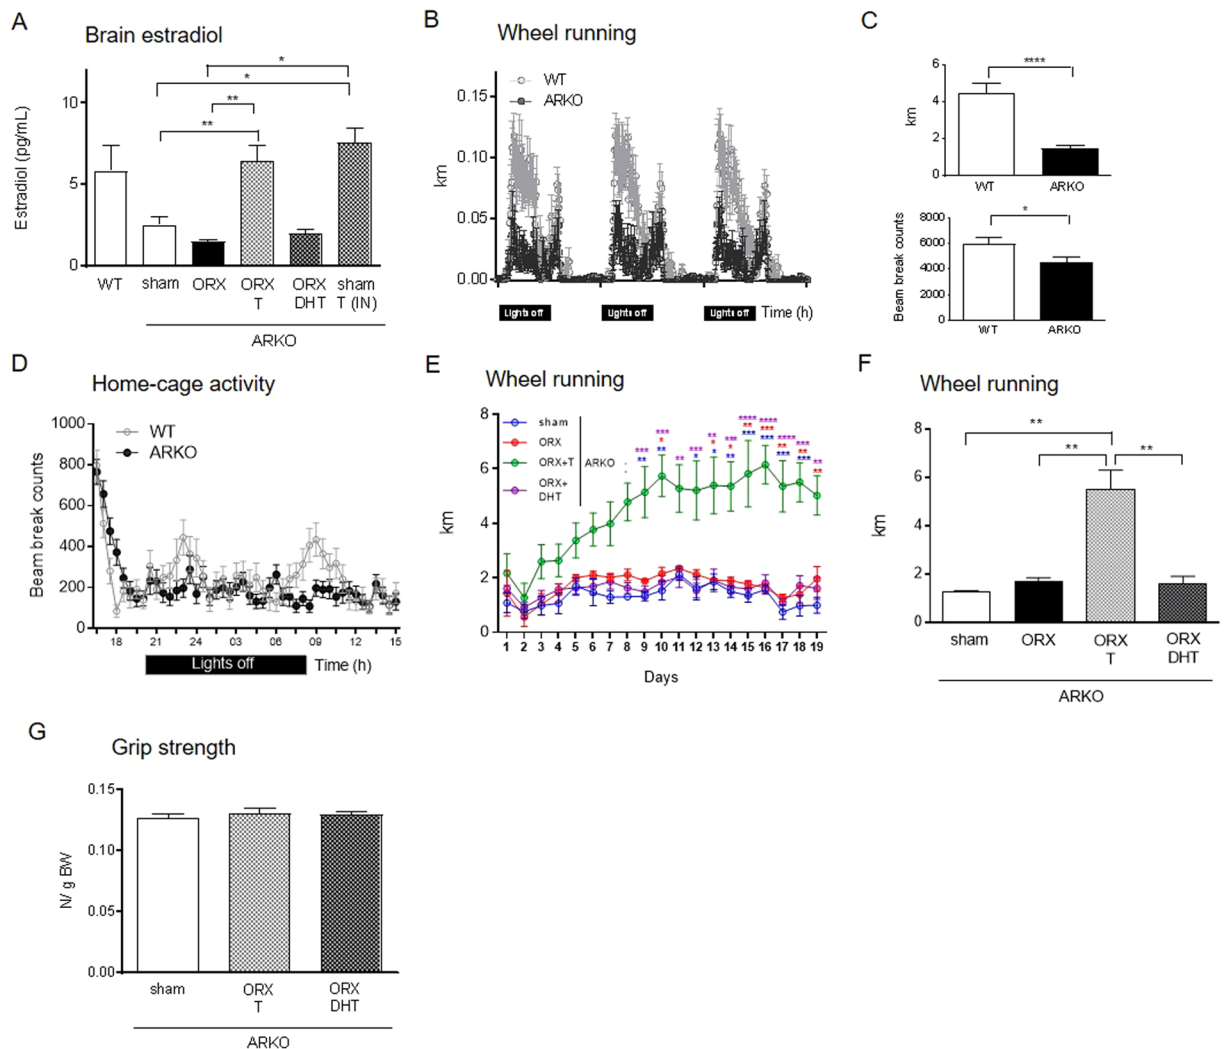 A
Brain estradiol
Estradiol (pg/mL)
10
5
0
*
*
**
**
WT
sham
ORX
ORX
T
ORX
DHT
sham
T (IN)
ARKO
B
Wheel running
WT
ARKO
km
0.15
0.10
0.05
0.00
Lights off
Lights off
Lights off
Time (h)
C
km
6
4
2
0
****
WT
ARKO
Beam break counts
8000
6000
4000
2000
0
*
WT
ARKO
D
Home-cage activity
WT
ARKO
Beam break counts
1000
800
600
400
200
0
18
21
24
03
06
09
12
15
Lights off
Time (h)
E
Wheel running
km
8
6
4
2
0
sham
ORX
ORX+T
ORX+
DHT
ARKO
1 2 3 4 5 6 7 8 9 10 11 12 13 14 15 16 17 18 19
Days
F
Wheel running
km
8
6
4
2
0
**
**
**
sham
ORX
ORX
T
ORX
DHT
ARKO
G
Grip strength
N/ g BW
0.15
0.10
0.05
0.00
sham
ORX
T
ORX
DHT
ARKO